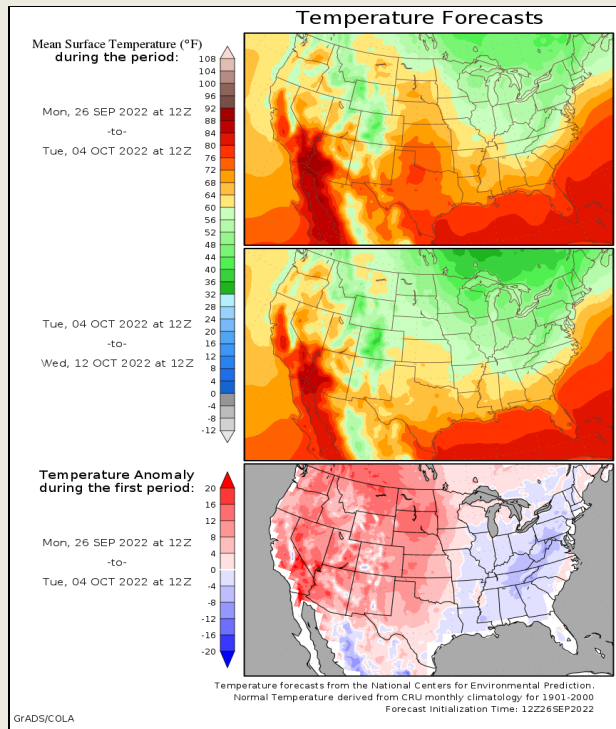 Temperature Forecasts
Mean Surface Temperature (°F)
during the period:
108
104
100
96
92
88
84
80
76
72
68
64
60
56
52
48
44
40
36
32
28
24
20
16
12
8
4
0
-4
-8
-12
Mon, 26 SEP 2022 at 12Z
-to-
Tue, 04 OCT 2022 at 12Z
Tue, 04 OCT 2022 at 12Z
-to-
Wed, 12 OCT 2022 at 12Z
Temperature Anomaly
during the first period:
20
16
12
8
4
0
-4
-8
-12
-16
-20
Mon, 26 SEP 2022 at 12Z
-to-
Tue, 04 OCT 2022 at 12Z
Temperature forecasts from the National Centers for Environmental Prediction.
Normal Temperature derived from CRU monthly climatology for 1901-2000
Forecast Initialization Time: 12Z26SEP2022
GrADS/COLA